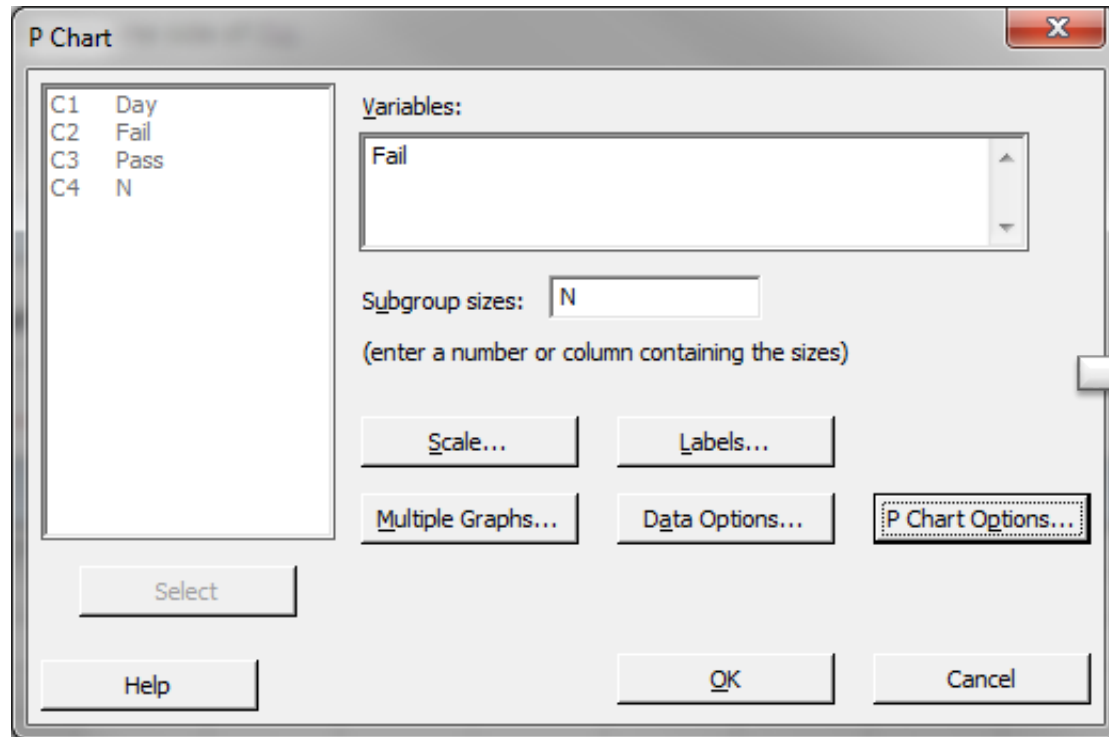 P Chart
C1 Day
C2 Fail
C3 Pass
C4 N
Variables:
Fail
Subgroup sizes: N
(enter a number or column containing the sizes)
Scale...
Labels...
Multiple Graphs...
Data Options...
P Chart Options...
Select
Help
OK
Cancel